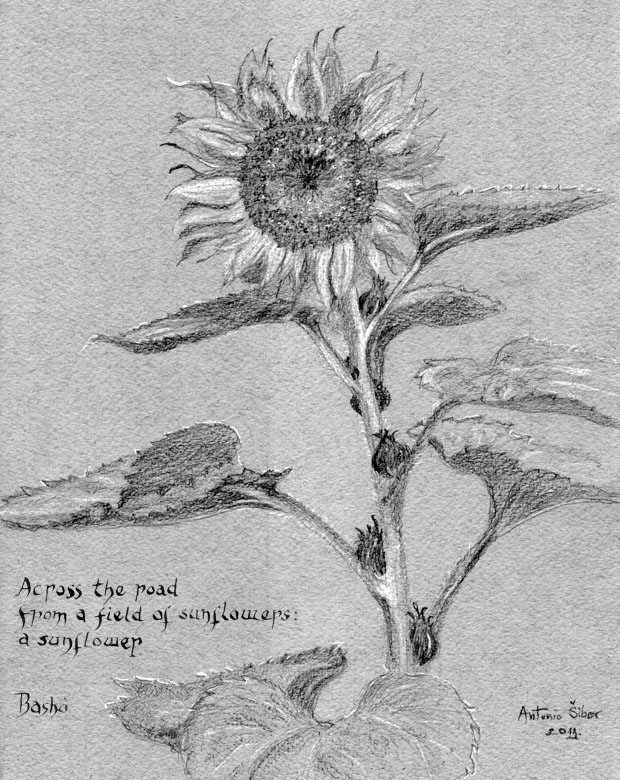 Across the road
from a field of sunflowers:
a sunflower
Bashō
Antonio Šiber
2011.